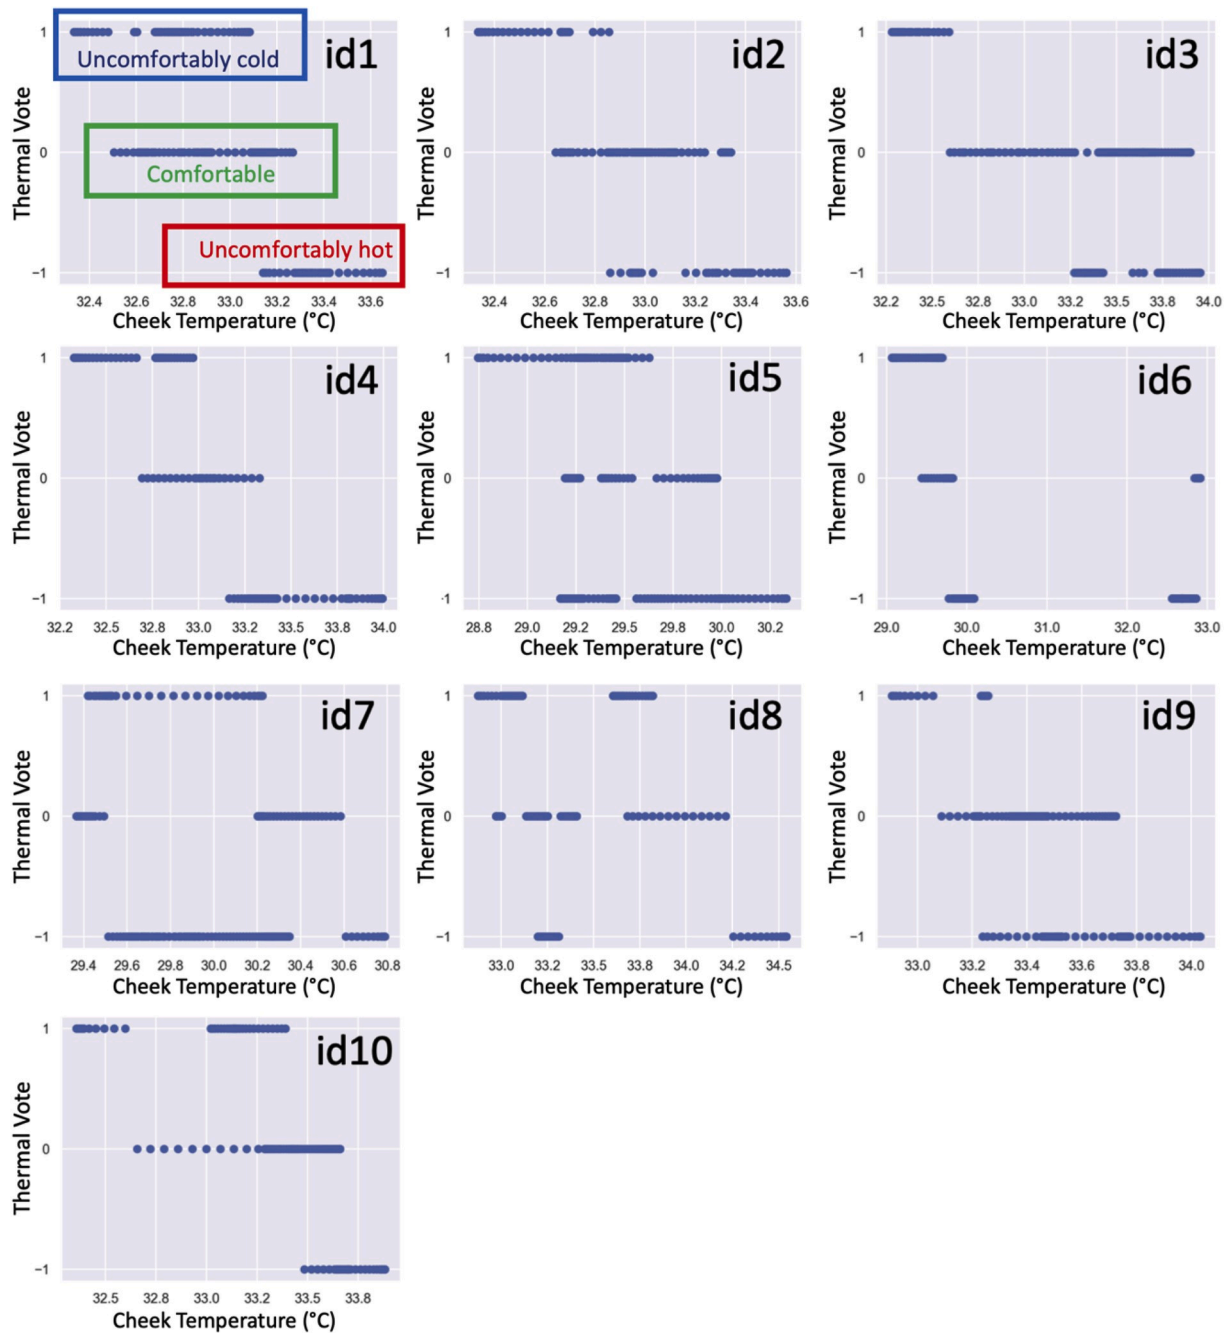 id1
Uncomfortably cold
Comfortable
Uncomfortably hot
Thermal Vote
1
0
−1
32.4 32.6 32.8 33.0 33.2 33.4 33.6
Cheek Temperature (°C)
id2
Thermal Vote
1
0
−1
32.4 32.6 32.8 33.0 33.2 33.4 33.6
Cheek Temperature (°C)
id3
Thermal Vote
1
0
−1
32.2 32.5 32.8 33.0 33.2 33.5 33.8 34.0
Cheek Temperature (°C)
id4
Thermal Vote
1
0
−1
32.2 32.5 32.8 33.0 33.2 33.5 33.8 34.0
Cheek Temperature (°C)
id5
Thermal Vote
1
0
-1
28.8 29.0 29.2 29.5 29.8 30.0 30.2
Cheek Temperature (°C)
id6
Thermal Vote
1
0
−1
29.0 30.0 31.0 32.0 33.0
Cheek Temperature (°C)
id7
Thermal Vote
1
0
−1
29.4 29.6 29.8 30.0 30.2 30.4 30.6 30.8
Cheek Temperature (°C)
id8
Thermal Vote
1
0
-1
33.0 33.2 33.5 33.8 34.0 34.2 34.5
Cheek Temperature (°C)
id9
Thermal Vote
1
0
−1
33.0 33.2 33.4 33.6 33.8 34.0
Cheek Temperature (°C)
id10
Thermal Vote
1
0
−1
32.5 32.8 33.0 33.2 33.5 33.8
Cheek Temperature (°C)